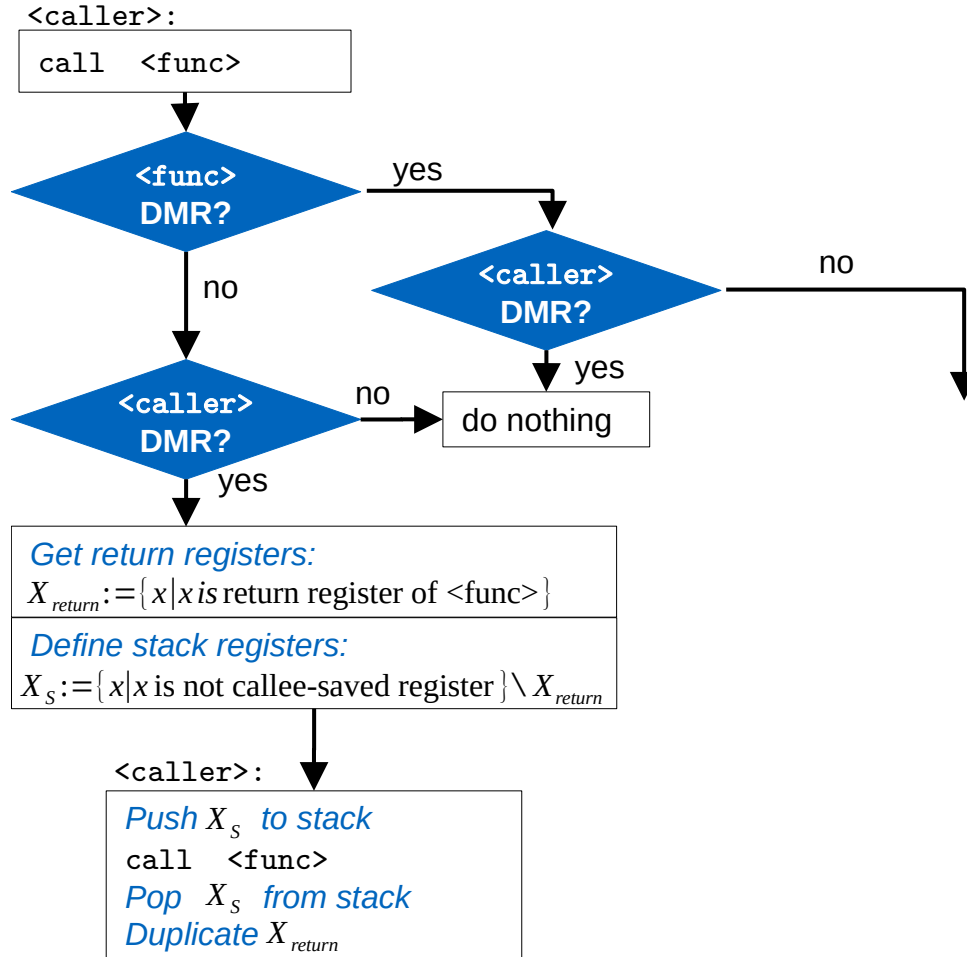 <caller>:
call <func>
<func>
DMR?
yes
no
<caller>
DMR?
no
yes
<caller>
DMR?
no
do nothing
yes
Get return registers:
X_return:={x|x is return register of <func>}
Define stack registers:
X_S:={x|x is not callee-saved register}\ X_return
<caller>:
Push X_S to stack
call <func>
Pop X_S from stack
Duplicate X_return